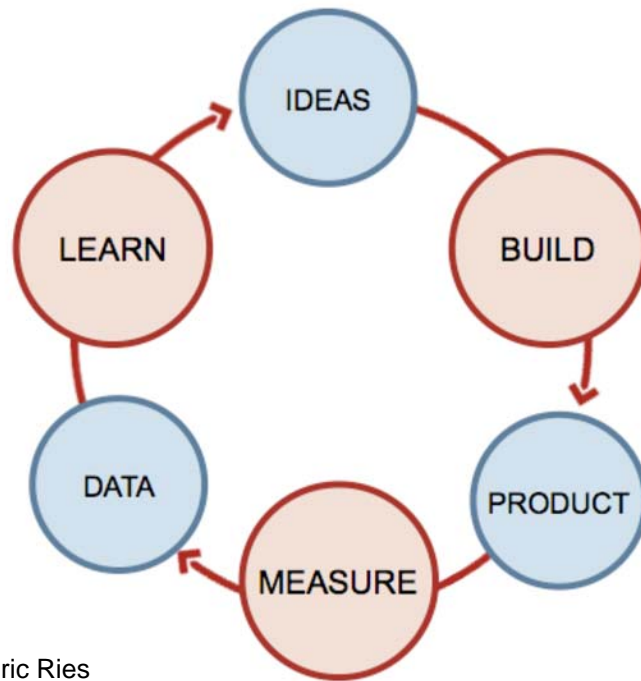 IDEAS
BUILD
PRODUCT
MEASURE
DATA
LEARN
ric Ries